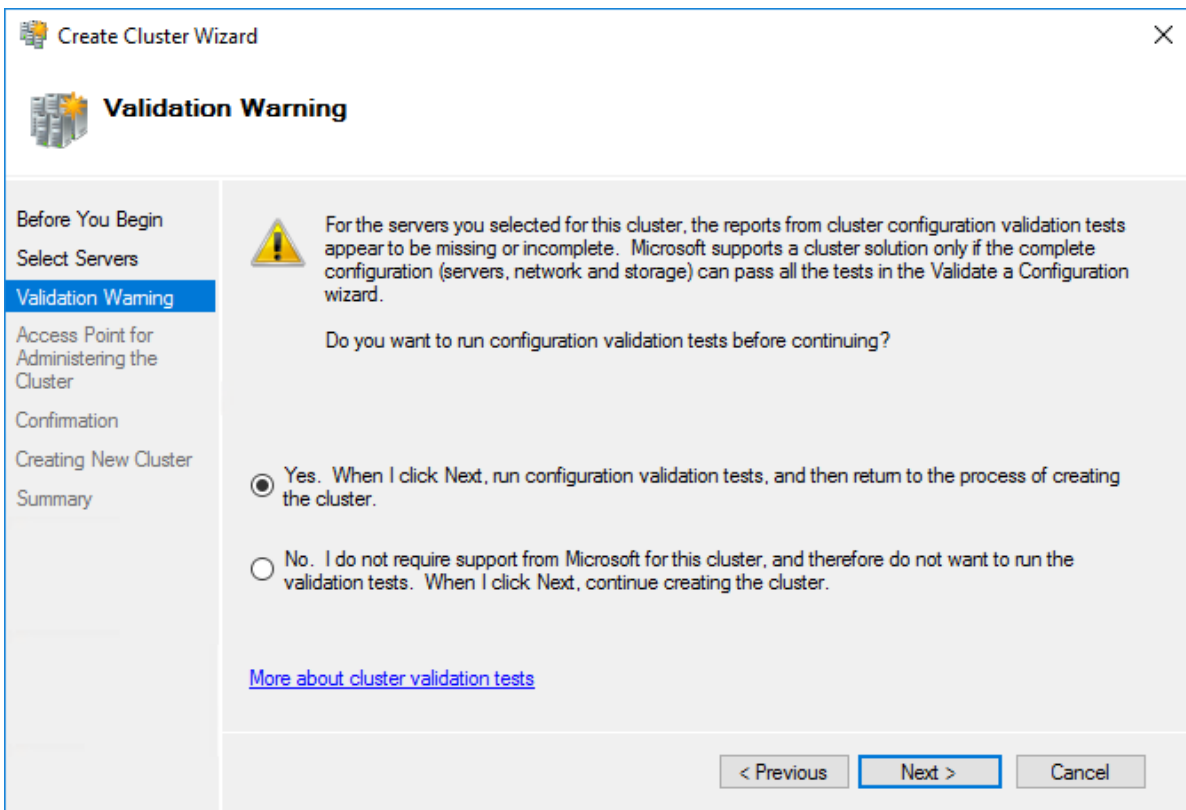 Create Cluster Wizard
Validation Warning
Before You Begin
Select Servers
Validation Warning
Access Point for
Administering the
Cluster
Confirmation
Creating New Cluster
Summary
For the servers you selected for this cluster, the reports from cluster configuration validation tests
appear to be missing or incomplete.  Microsoft supports a cluster solution only if the complete
configuration (servers, network and storage) can pass all the tests in the Validate a Configuration
wizard.
Do you want to run configuration validation tests before continuing?
Yes.  When I click Next, run configuration validation tests, and then return to the process of creating
the cluster.
No.  I do not require support from Microsoft for this cluster, and therefore do not want to run the
validation tests.  When I click Next, continue creating the cluster.
More about cluster validation tests
< Previous
Next >
Cancel